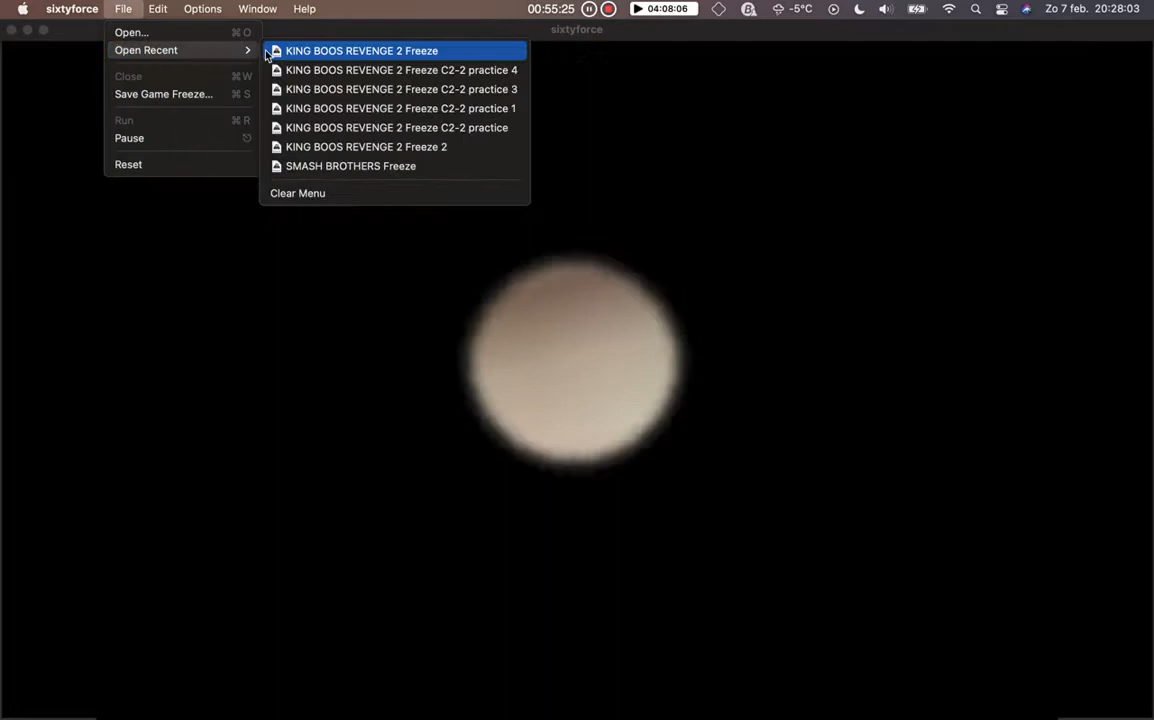 sixtyforce File Edit Options Window Help 00:55:25 04:08:06 -5°C Zo 7 feb. 20:28:03
sixtyforce
Open... ⌘O
Open Recent >
Close ⌘W
Save Game Freeze... ⌘S
Run ⌘R
Pause ⎋
Reset
KING BOOS REVENGE 2 Freeze
KING BOOS REVENGE 2 Freeze C2-2 practice 4
KING BOOS REVENGE 2 Freeze C2-2 practice 3
KING BOOS REVENGE 2 Freeze C2-2 practice 1
KING BOOS REVENGE 2 Freeze C2-2 practice
KING BOOS REVENGE 2 Freeze 2
SMASH BROTHERS Freeze
Clear Menu